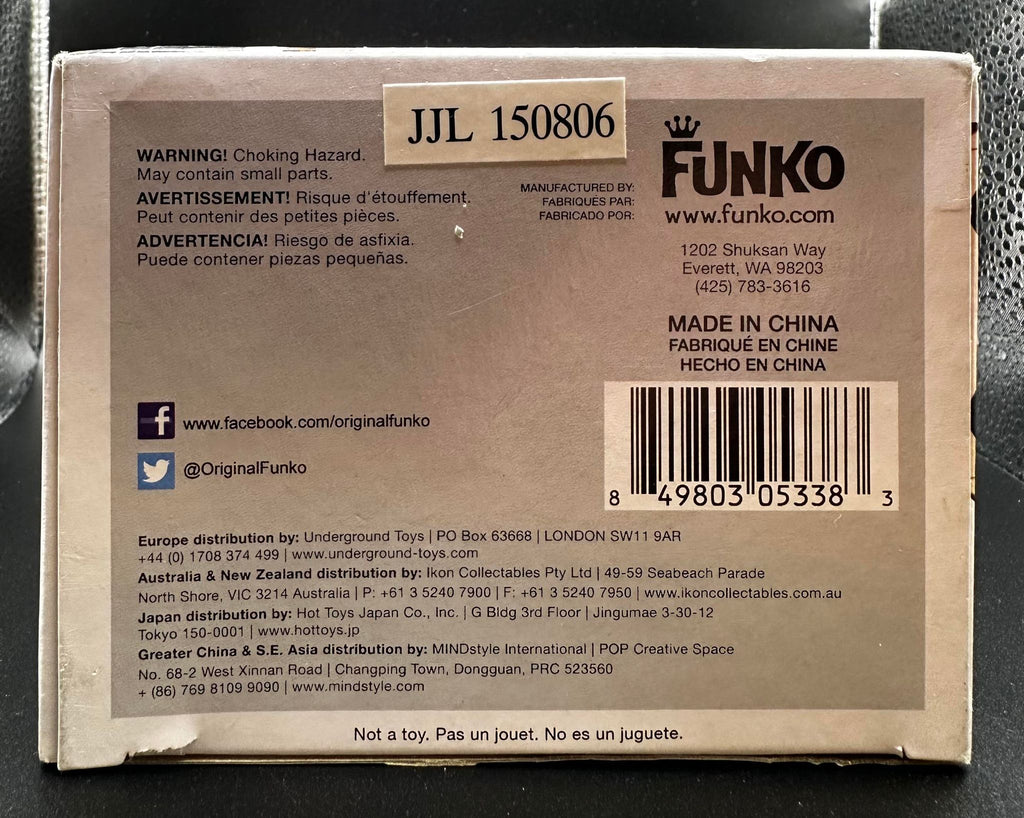 JJL 150806
WARNING! Choking Hazard.
May contain small parts.
AVERTISSEMENT! Risque d'étouffement.
Peut contenir des petites pièces.
ADVERTENCIA! Riesgo de asfixia.
Puede contener piezas pequeñas.
MANUFACTURED BY:
FABRIQUES PAR:
FABRICADO POR:
FUNKO
www.funko.com
1202 Shuksan Way
Everett, WA 98203
(425) 783-3616
MADE IN CHINA
FABRIQUÉ EN CHINE
HECHO EN CHINA
f www.facebook.com/originalfunko
@OriginalFunko
8 49803 05338 3
Europe distribution by: Underground Toys | PO Box 63668 | LONDON SW11 9AR
+44 (0) 1708 374 499 | www.underground-toys.com
Australia & New Zealand distribution by: Ikon Collectables Pty Ltd | 49-59 Seabeach Parade
North Shore, VIC 3214 Australia | P: +61 3 5240 7900 | F: +61 3 5240 7950 | www.ikoncollectables.com.au
Japan distribution by: Hot Toys Japan Co., Inc. | G Bldg 3rd Floor | Jingumae 3-30-12
Tokyo 150-0001 | www.hottoys.jp
Greater China & S.E. Asia distribution by: MINDstyle International | POP Creative Space
No. 68-2 West Xinnan Road | Changping Town, Dongguan, PRC 523560
+ (86) 769 8109 9090 | www.mindstyle.com
Not a toy. Pas un jouet. No es un juguete.